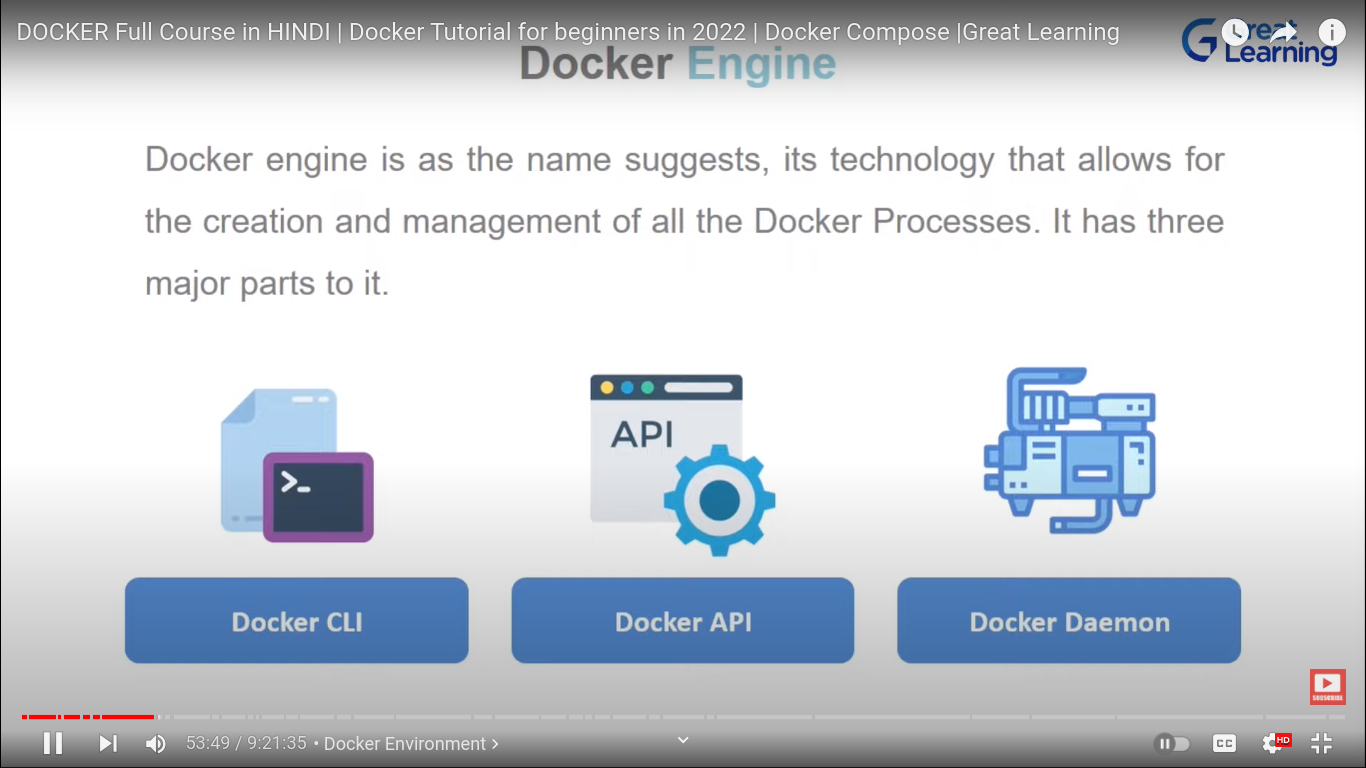 DOCKER Full Course in HINDI | Docker Tutorial for beginners in 2022 | Docker Compose |Great Learning
Great
Learning
Docker Engine
Docker engine is as the name suggests, its technology that allows for
the creation and management of all the Docker Processes. It has three
major parts to it.
API
>_
Docker CLI
Docker API
Docker Daemon
SUBSCRIBE
53:49 / 9:21:35 • Docker Environment >
CC
HD